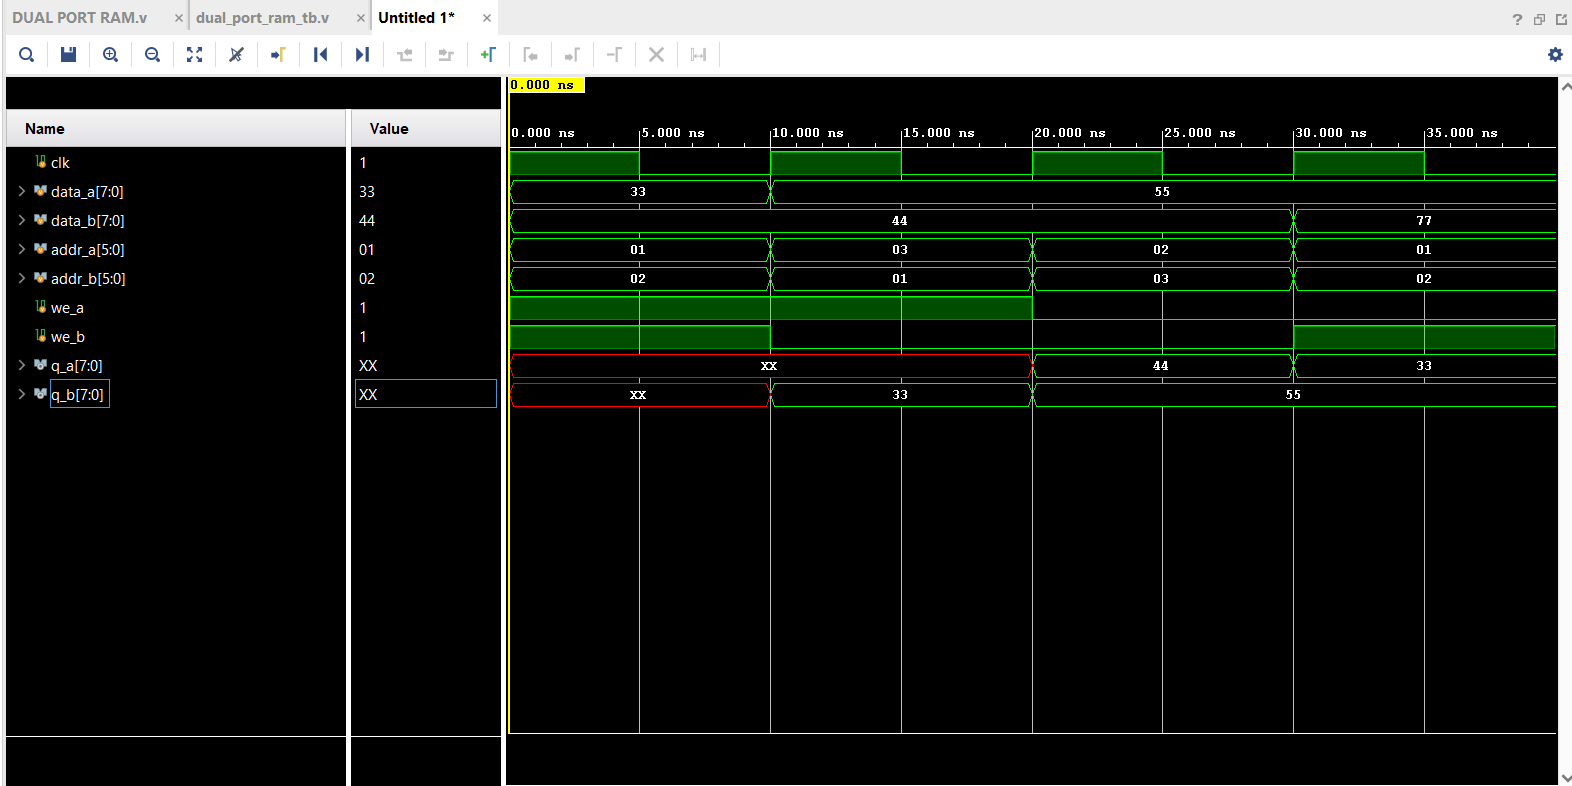 DUAL PORT RAM.v × dual_port_ram_tb.v × Untitled 1* ×
?
0.000 ns
Name Value
0.000 ns 5.000 ns 10.000 ns 15.000 ns 20.000 ns 25.000 ns 30.000 ns 35.000 ns
clk 1
data_a[7:0] 33 33 55
data_b[7:0] 44 44 77
addr_a[5:0] 01 01 03 02 01
addr_b[5:0] 02 02 01 03 02
we_a 1
we_b 1
q_a[7:0] XX XX 44 33
q_b[7:0] XX XX 33 55